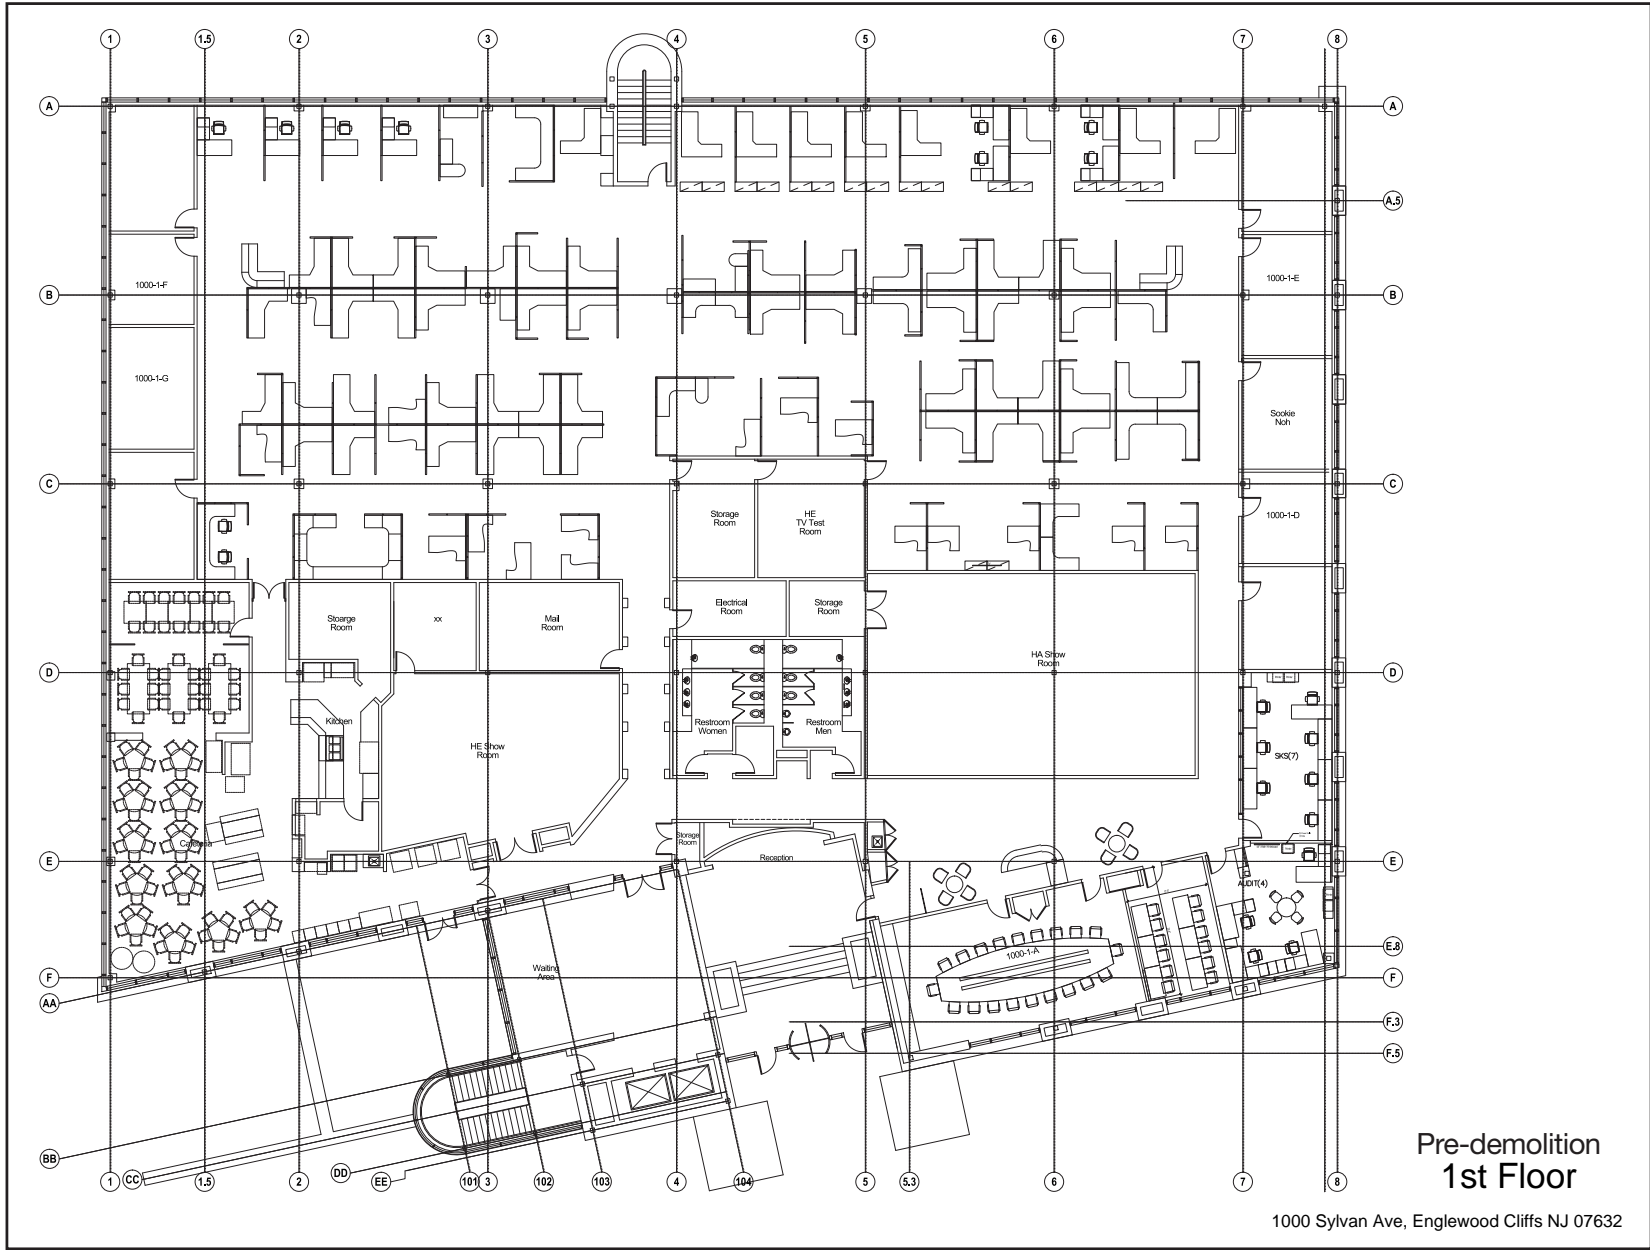 1
1.5
2
3
4
5
6
7
8
A
A
A.5
1000-1-F
1000-1-E
B
B
1000-1-G
Sookie
Noh
C
C
Storage
Room
HE
TV Test
Room
1000-1-D
Stoarge
Room
xx
Mail
Room
Electrical
Room
Storage
Room
HA Show
Room
D
D
Kitchen
Restroom
Women
Restroom
Men
HE Show
Room
SKS(7)
Cafeteria
Storage
Room
Reception
E
E
AUDIT(4)
1000-1-A
E.8
Waiting
Area
F
F
AA
F.3
F.5
BB
CC
DD
EE
1
1.5
2
101
3
102
103
4
104
5
5.3
6
7
8
Pre-demolition
1st Floor
1000 Sylvan Ave, Englewood Cliffs NJ 07632